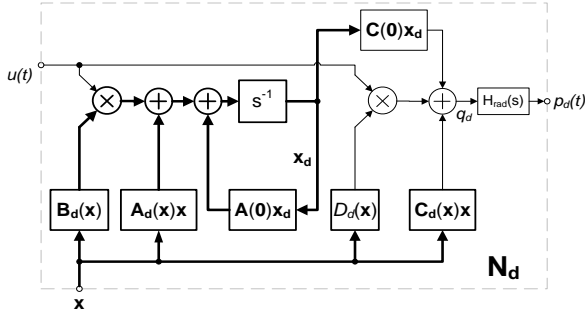 C(0)x_d
u(t)
s⁻¹
q_d
H_rad(s)
p_d(t)
x_d
B_d(x)
A_d(x)x
A(0)x_d
D_d(x)
C_d(x)x
N_d
x